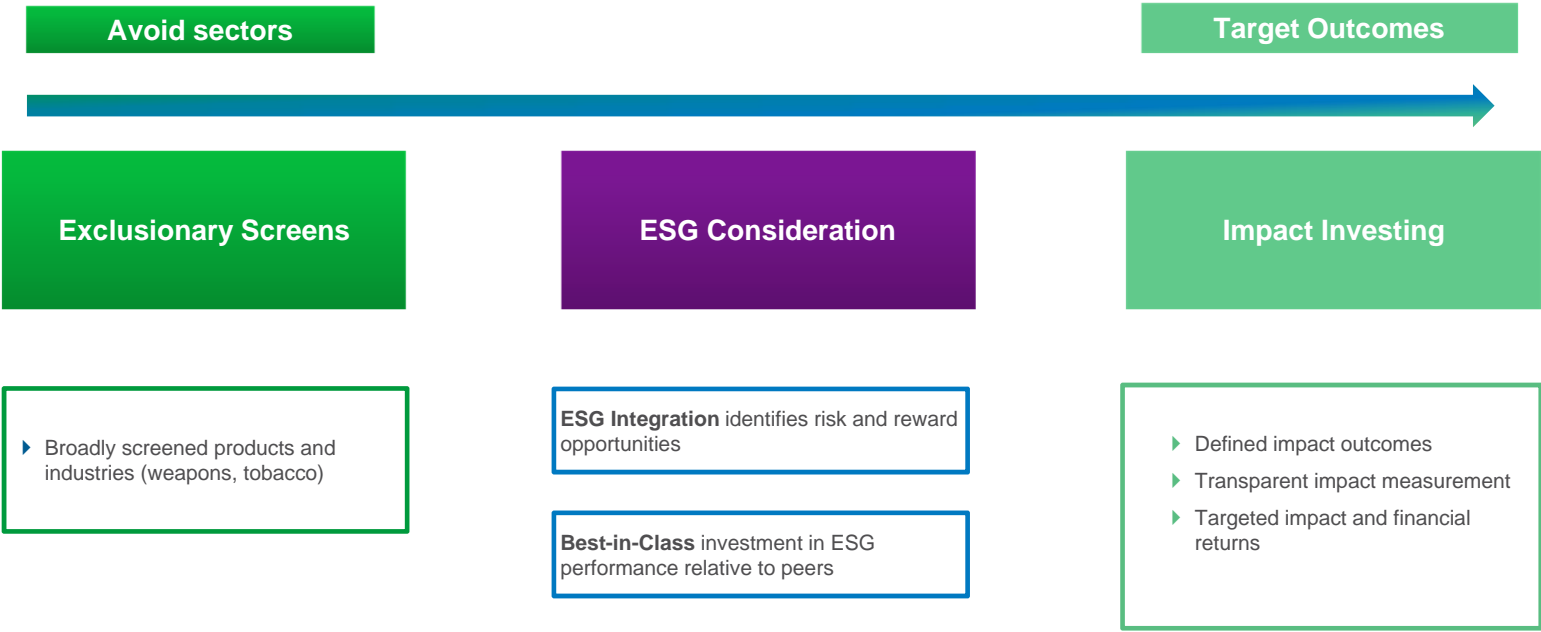 Avoid sectors
Target Outcomes
Exclusionary Screens
ESG Consideration
Impact Investing
Broadly screened products and
industries (weapons, tobacco)
ESG Integration identifies risk and reward
opportunities
Best-in-Class investment in ESG
performance relative to peers
Defined impact outcomes
Transparent impact measurement
Targeted impact and financial
returns